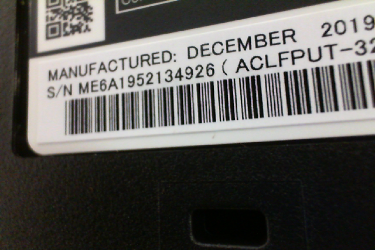 MANUFACTURED: DECEMBER 2019
S/N ME6A1952134926 ( ACLFPUT-32